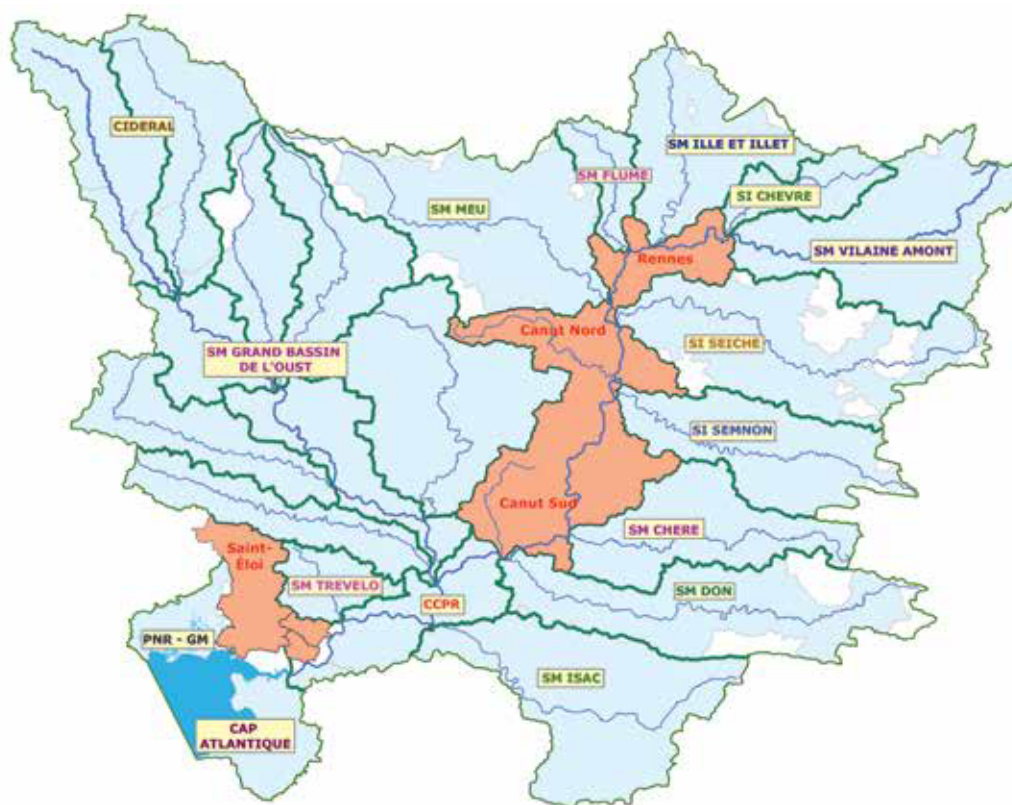 CIDERAL
SM ILLE ET ILLET
SM FLUME
SI CHEVRE
SM MEU
SM VILAINE AMONT
Rennes
Canut Nord
SI SEICHE
SM GRAND BASSIN
DE L'OUST
SI SEMNON
Canut Sud
SM CHERE
Saint-
Éloi
SM TREVELO
SM DON
CCPR
PNR - GM
SM ISAC
CAP
ATLANTIQUE